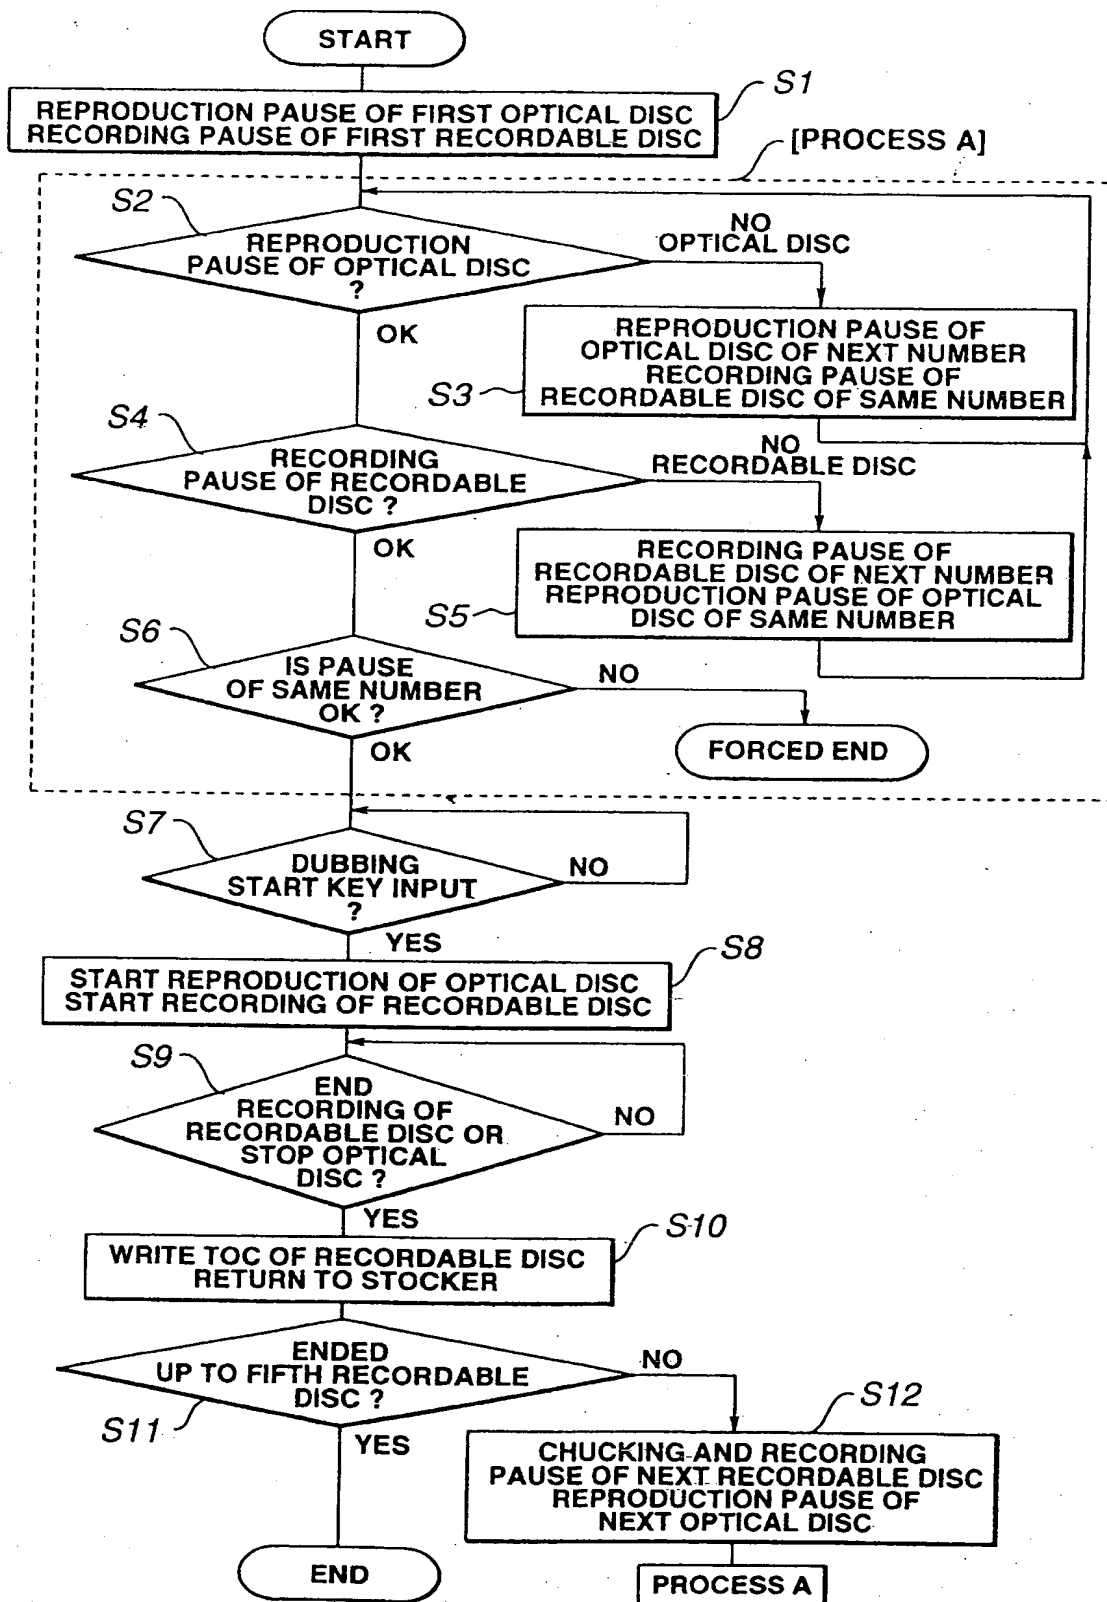 START
S1
REPRODUCTION PAUSE OF FIRST OPTICAL DISC
RECORDING PAUSE OF FIRST RECORDABLE DISC
[PROCESS A]
S2
REPRODUCTION
PAUSE OF OPTICAL DISC
?
NO
OPTICAL DISC
OK
REPRODUCTION PAUSE OF
OPTICAL DISC OF NEXT NUMBER
RECORDING PAUSE OF
RECORDABLE DISC OF SAME NUMBER
S3
S4
RECORDING
PAUSE OF RECORDABLE
DISC ?
NO
RECORDABLE DISC
OK
RECORDING PAUSE OF
RECORDABLE DISC OF NEXT NUMBER
REPRODUCTION PAUSE OF OPTICAL
DISC OF SAME NUMBER
S5
S6
IS PAUSE
OF SAME NUMBER
OK ?
NO
OK
FORCED END
S7
DUBBING
START KEY INPUT
?
NO
YES
S8
START REPRODUCTION OF OPTICAL DISC
START RECORDING OF RECORDABLE DISC
S9
END
RECORDING OF
RECORDABLE DISC OR
STOP OPTICAL
DISC ?
NO
YES
S10
WRITE TOC OF RECORDABLE DISC
RETURN TO STOCKER
ENDED
UP TO FIFTH RECORDABLE
DISC ?
NO
S11
YES
S12
CHUCKING AND RECORDING
PAUSE OF NEXT RECORDABLE DISC
REPRODUCTION PAUSE OF
NEXT OPTICAL DISC
END
PROCESS A